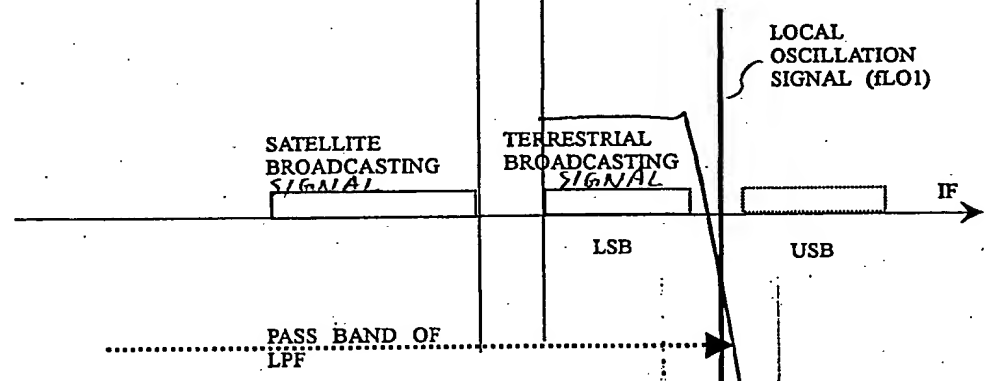 LOCAL
OSCILLATION
SIGNAL (fLO1)
SATELLITE
BROADCASTING
SIGNAL
TERRESTRIAL
BROADCASTING
SIGNAL
IF
LSB
USB
PASS BAND OF
LPF